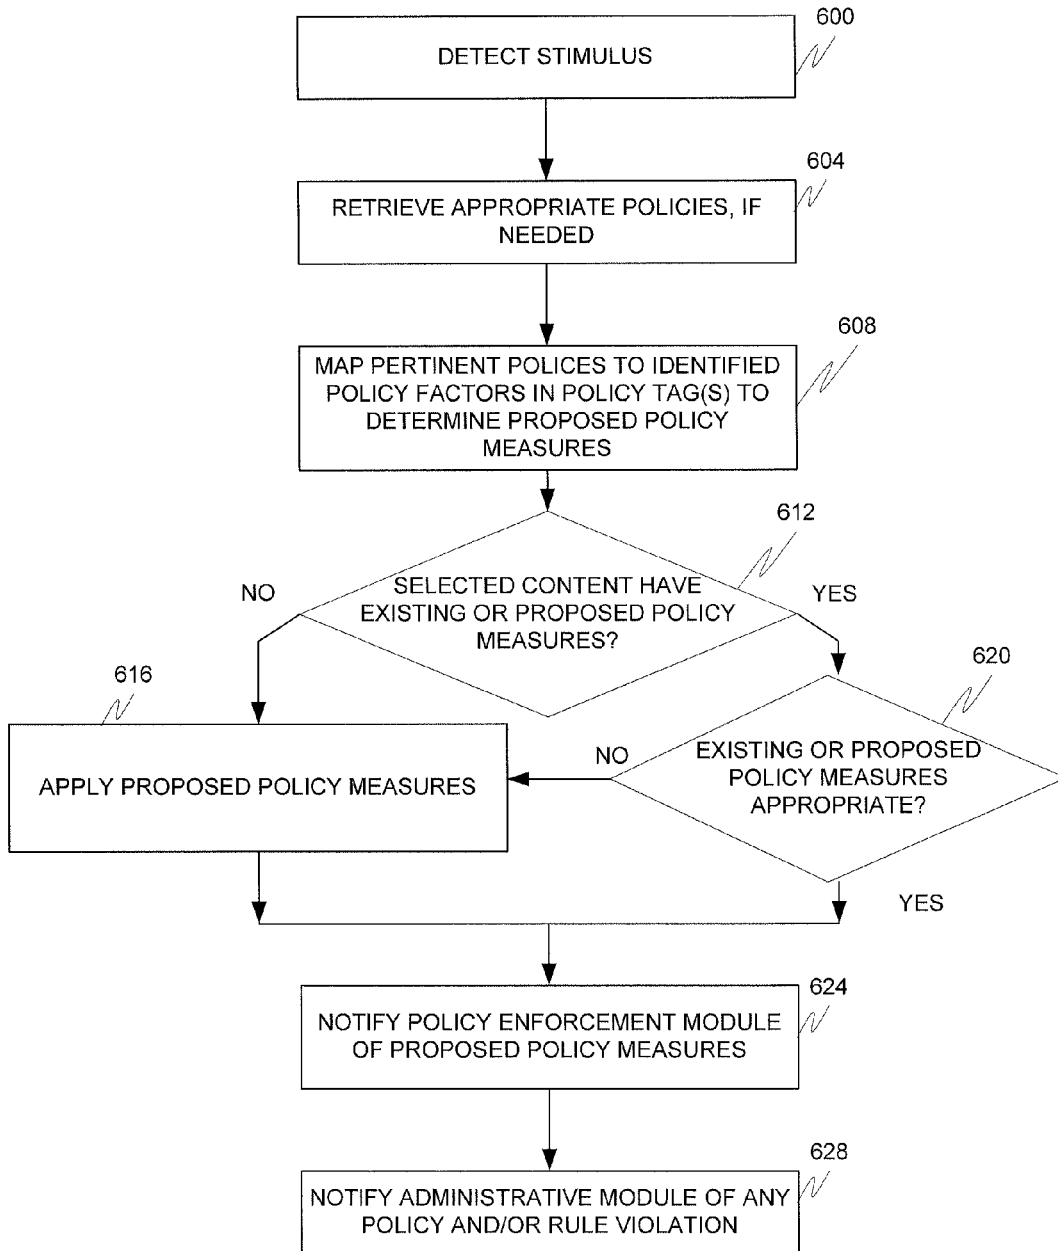 600
DETECT STIMULUS
604
RETRIEVE APPROPRIATE POLICIES, IF
NEEDED
608
MAP PERTINENT POLICES TO IDENTIFIED
POLICY FACTORS IN POLICY TAG(S) TO
DETERMINE PROPOSED POLICY
MEASURES
612
NO
SELECTED CONTENT HAVE
EXISTING OR PROPOSED POLICY
MEASURES?
YES
616
620
APPLY PROPOSED POLICY MEASURES
NO
EXISTING OR PROPOSED
POLICY MEASURES
APPROPRIATE?
YES
624
NOTIFY POLICY ENFORCEMENT MODULE
OF PROPOSED POLICY MEASURES
628
NOTIFY ADMINISTRATIVE MODULE OF ANY
POLICY AND/OR RULE VIOLATION